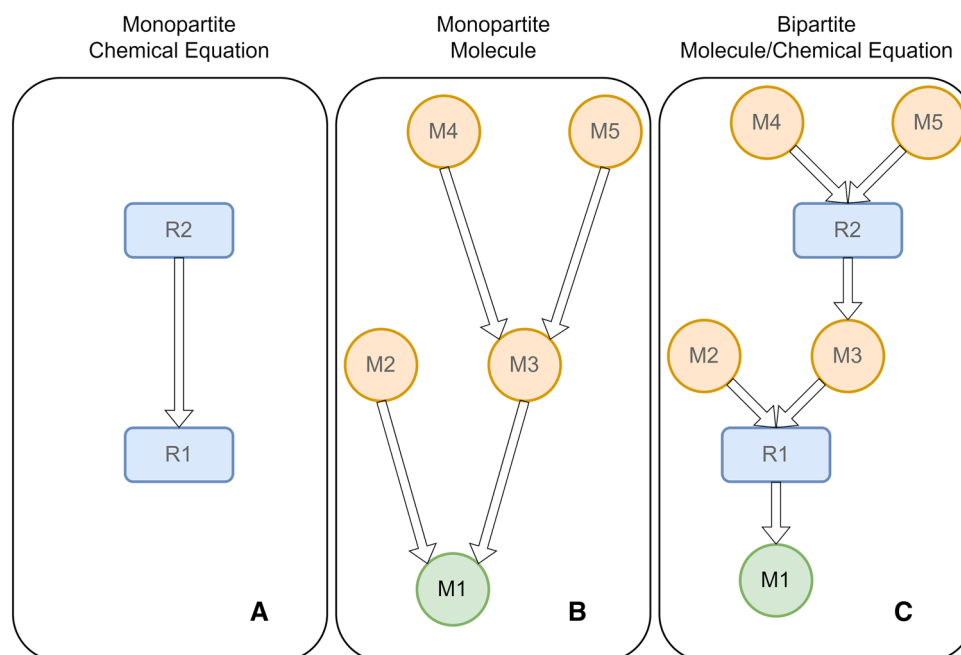 Monopartite
Chemical Equation
R2
R1
A
Monopartite
Molecule
M4
M5
M2
M3
M1
B
Bipartite
Molecule/Chemical Equation
M4
M5
R2
M2
M3
R1
M1
C